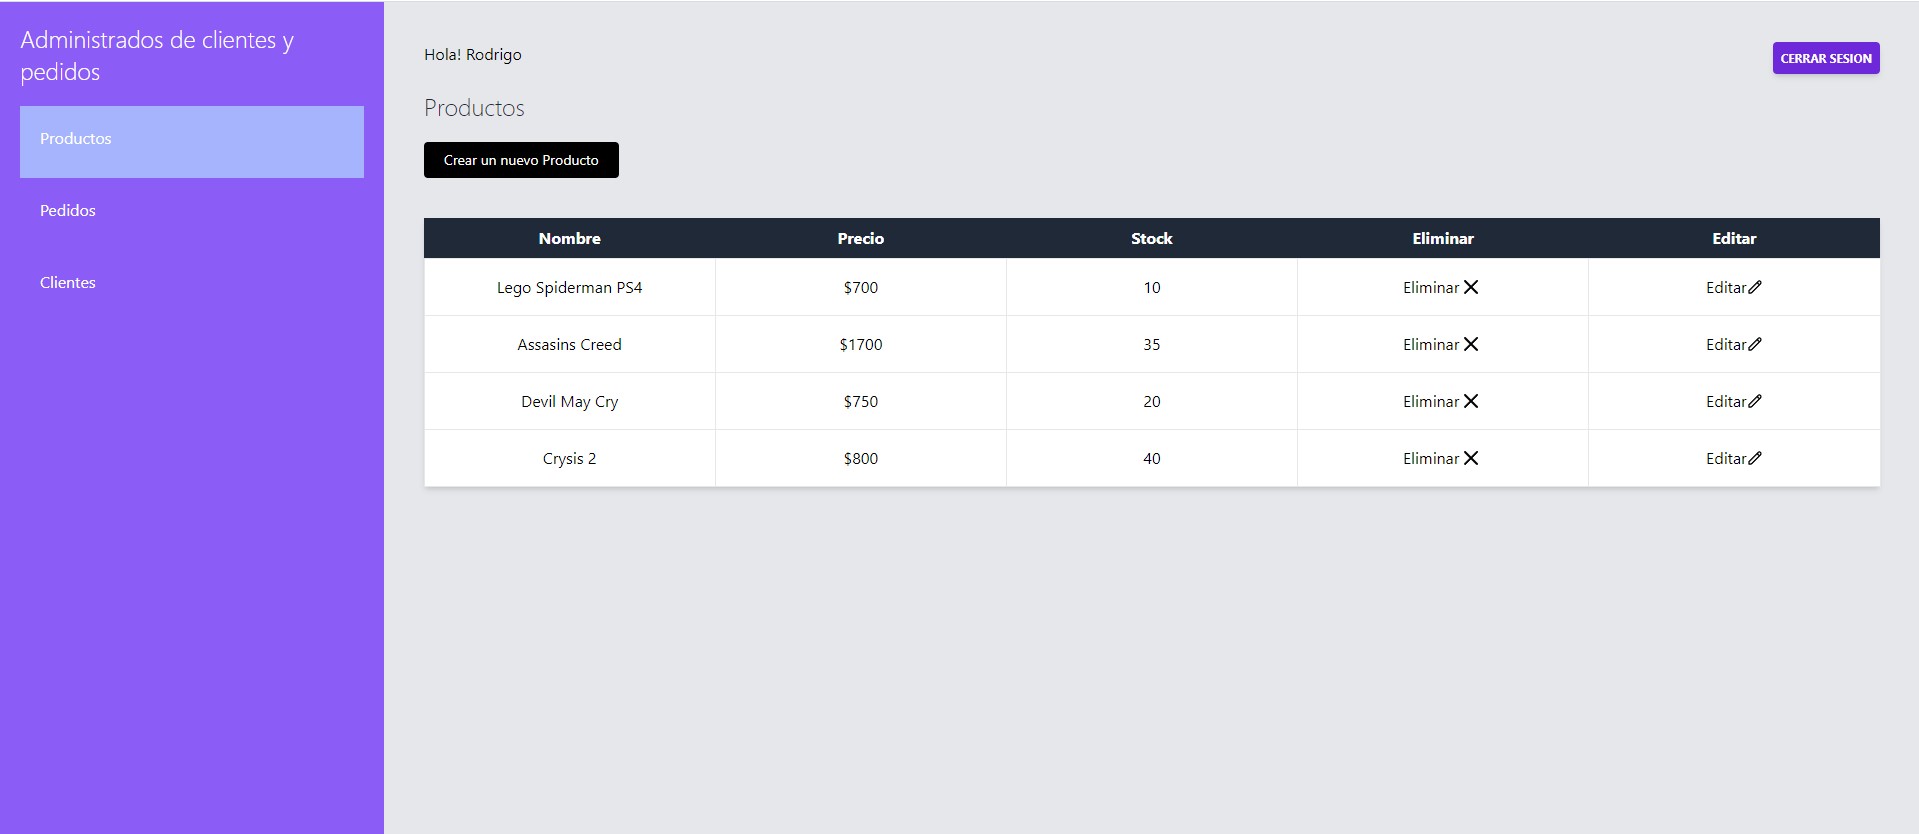 Administrados de clientes y
pedidos
Productos
Pedidos
Clientes
Hola! Rodrigo
CERRAR SESION
Productos
Crear un nuevo Producto
Nombre Precio Stock Eliminar Editar
Lego Spiderman PS4 $700 10 Eliminar Editar
Assasins Creed $1700 35 Eliminar Editar
Devil May Cry $750 20 Eliminar Editar
Crysis 2 $800 40 Eliminar Editar